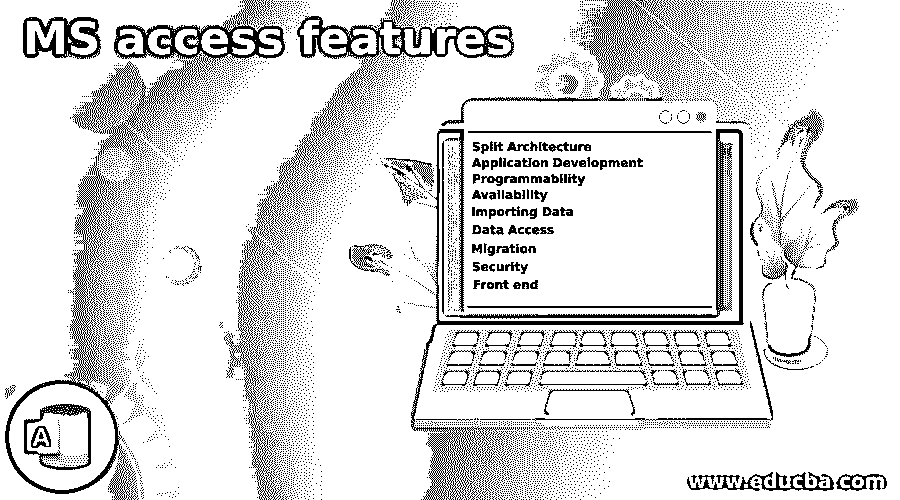 MS access features
Split Architecture
Application Development
Programmability
Availability
Importing Data
Data Access
Migration
Security
Front end
A
www.educba.com